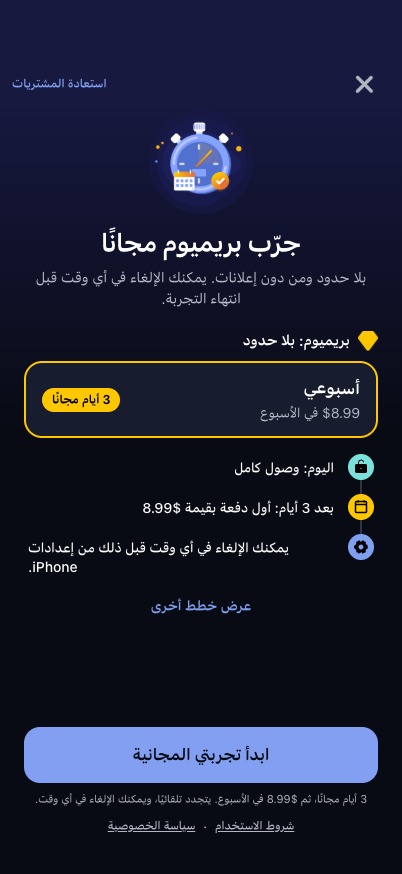 استعادة المشتريات
جرّب بريميوم مجانًا
بلا حدود ومن دون إعلانات. يمكنك الإلغاء في أي وقت قبل
انتهاء التجربة.
بريميوم: بلا حدود
أسبوعي
3 أيام مجانًا
$8.99 في الأسبوع
اليوم: وصول كامل
بعد 3 أيام: أول دفعة بقيمة $8.99
يمكنك الإلغاء في أي وقت قبل ذلك من إعدادات
iPhone.
عرض خطط أخرى
ابدأ تجربتي المجانية
3 أيام مجانًا، ثم $8.99 في الأسبوع. يتجدد تلقائيًا، ويمكنك الإلغاء في أي وقت.
شروط الاستخدام · سياسة الخصوصية